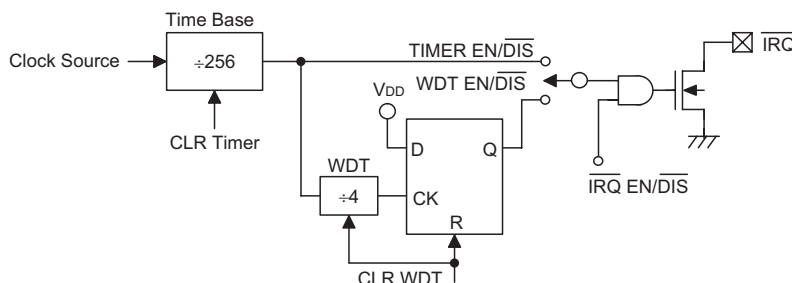 Time Base
Clock Source
÷256
TIMER EN/DIS
IRQ
WDT EN/DIS
VDD
CLR Timer
D
Q
WDT
IRQ EN/DIS
÷4
CK
R
CLR WDT